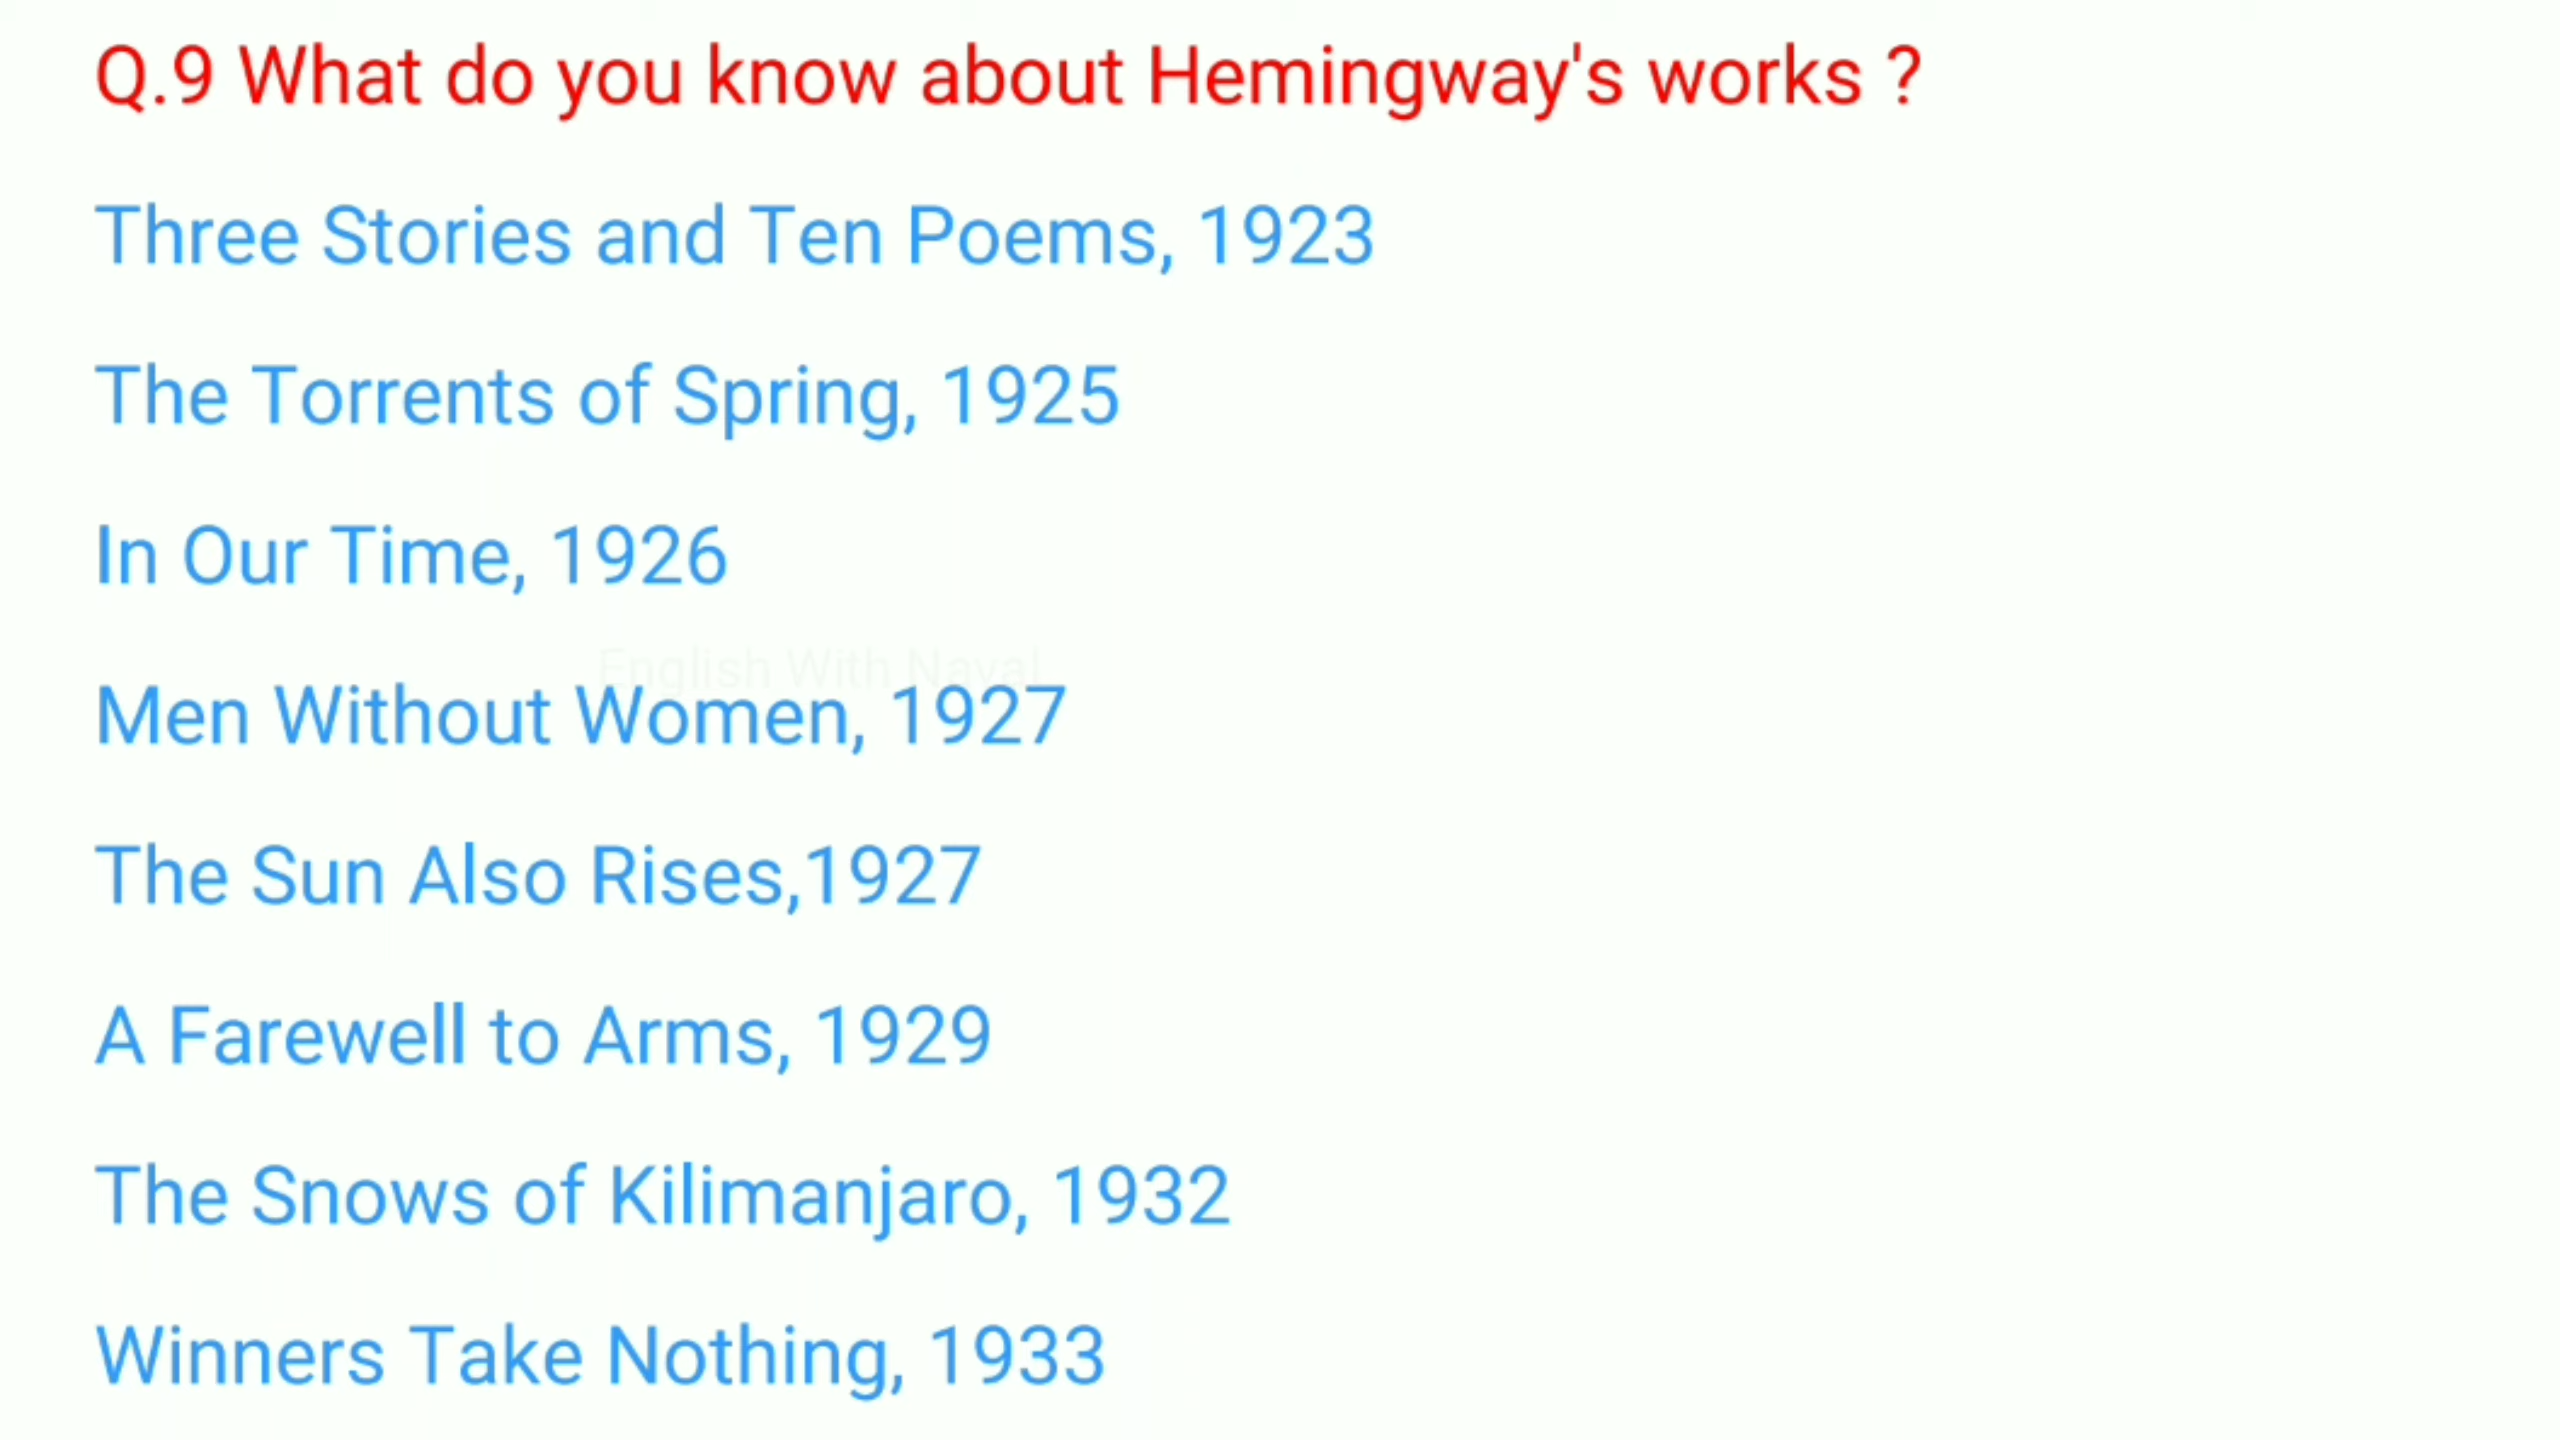 Q.9 What do you know about Hemingway's works ?
Three Stories and Ten Poems, 1923
The Torrents of Spring, 1925
In Our Time, 1926
English With Naval
Men Without Women, 1927
The Sun Also Rises,1927
A Farewell to Arms, 1929
The Snows of Kilimanjaro, 1932
Winners Take Nothing, 1933